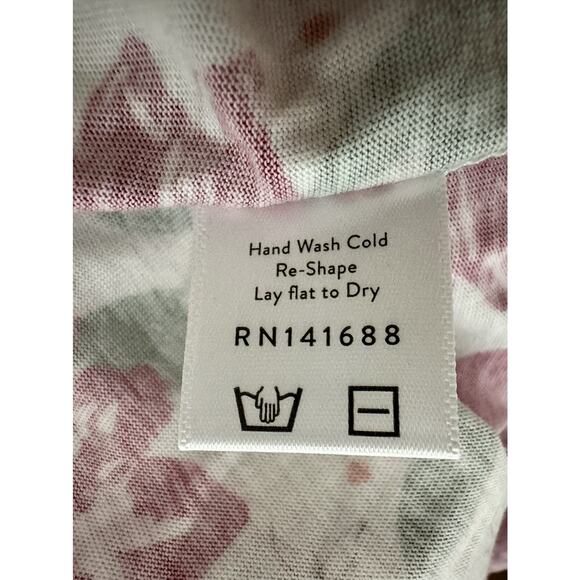 Hand Wash Cold
Re-Shape
Lay flat to Dry
RN141688